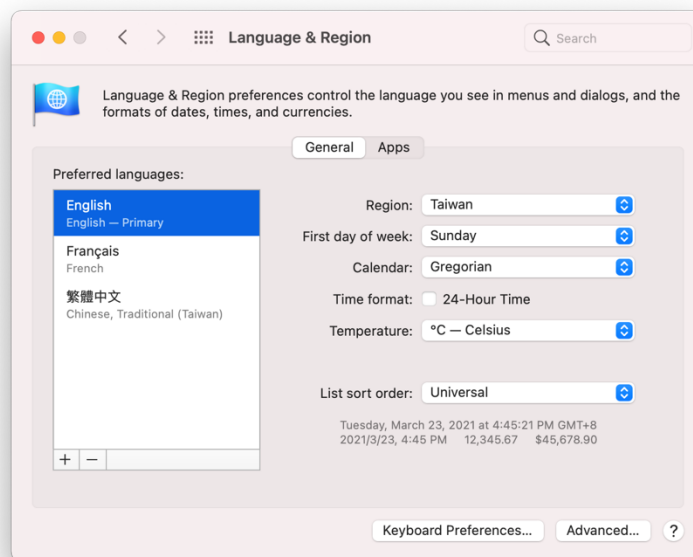 Language & Region
Search
Language & Region preferences control the language you see in menus and dialogs, and the
formats of dates, times, and currencies.
General Apps
Preferred languages:
English
English — Primary
Français
French
繁體中文
Chinese, Traditional (Taiwan)
+ −
Region: Taiwan
First day of week: Sunday
Calendar: Gregorian
Time format: 24-Hour Time
Temperature: °C — Celsius
List sort order: Universal
Tuesday, March 23, 2021 at 4:45:21 PM GMT+8
2021/3/23, 4:45 PM 12,345.67 $45,678.90
Keyboard Preferences... Advanced... ?